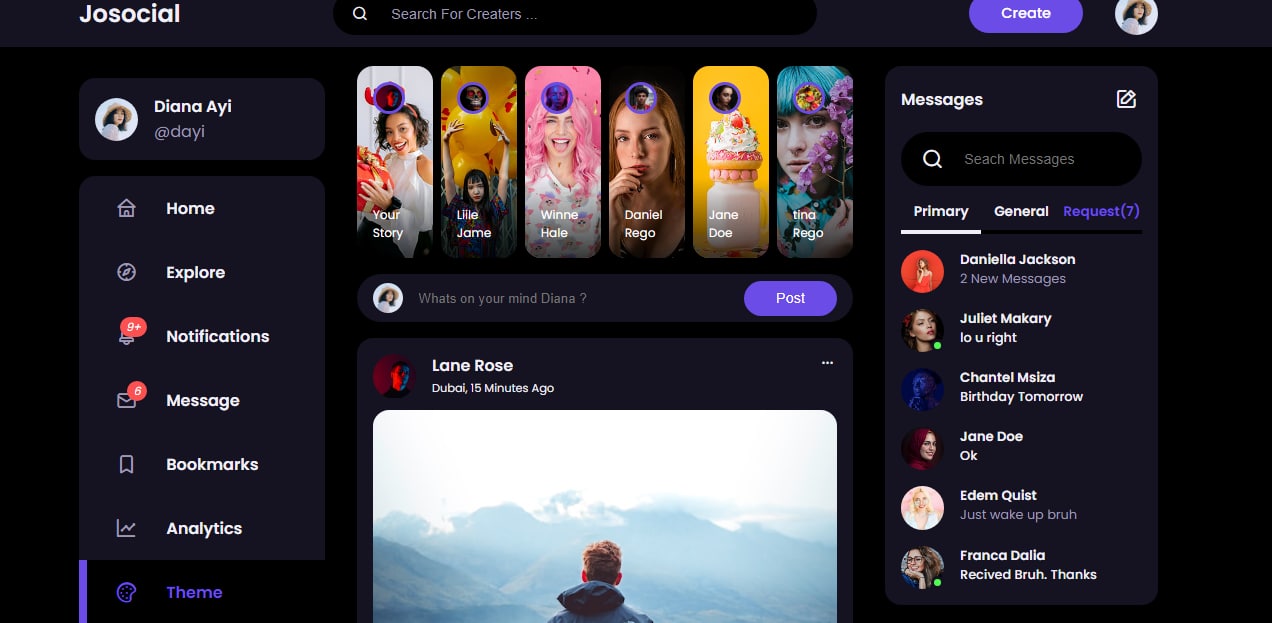 Josocial
Search For Creaters ...
Create
Diana Ayi
@dayi
Home
Explore
9+
Notifications
6
Message
Bookmarks
Analytics
Theme
Your
Story
Lille
Jame
Winne
Hale
Daniel
Rego
Jane
Doe
tina
Rego
Whats on your mind Diana ?
Post
Lane Rose
Dubai, 15 Minutes Ago
Messages
Seach Messages
Primary General Request(7)
Daniella Jackson
2 New Messages
Juliet Makary
lo u right
Chantel Msiza
Birthday Tomorrow
Jane Doe
Ok
Edem Quist
Just wake up bruh
Franca Dalia
Recived Bruh. Thanks